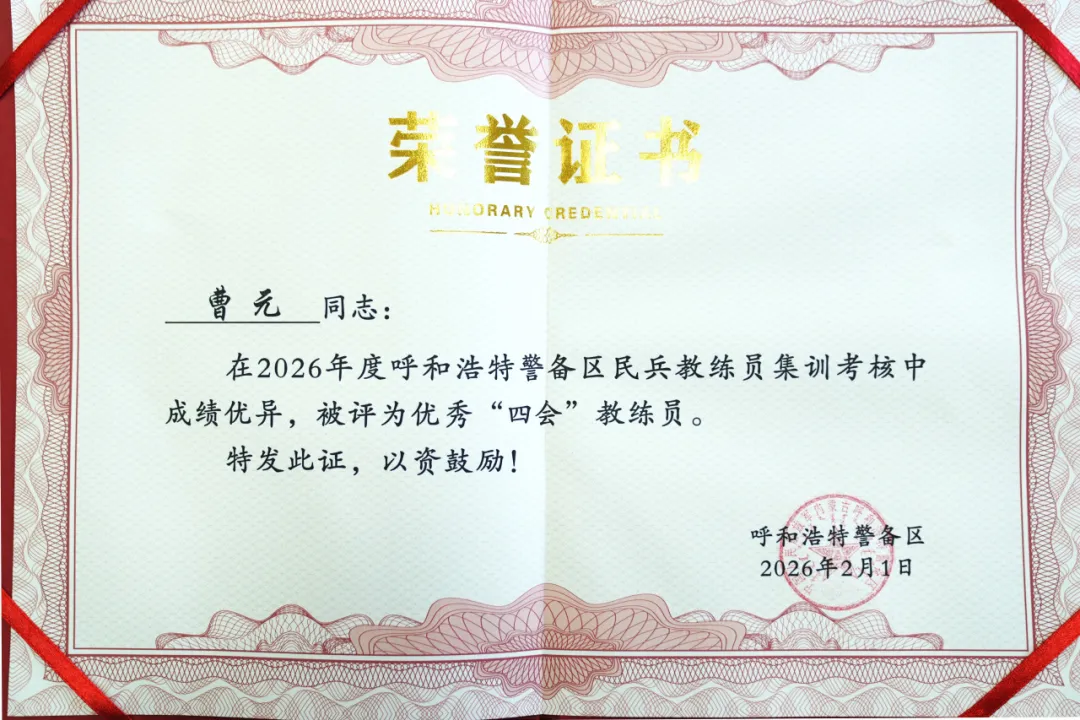 荣誉证书
HONORARY CREDENTIAL
曹元同志：
在2026年度呼和浩特警备区民兵教练员集训考核中
成绩优异，被评为优秀“四会”教练员。
特发此证，以资鼓励！
呼和浩特警备区
2026年2月1日